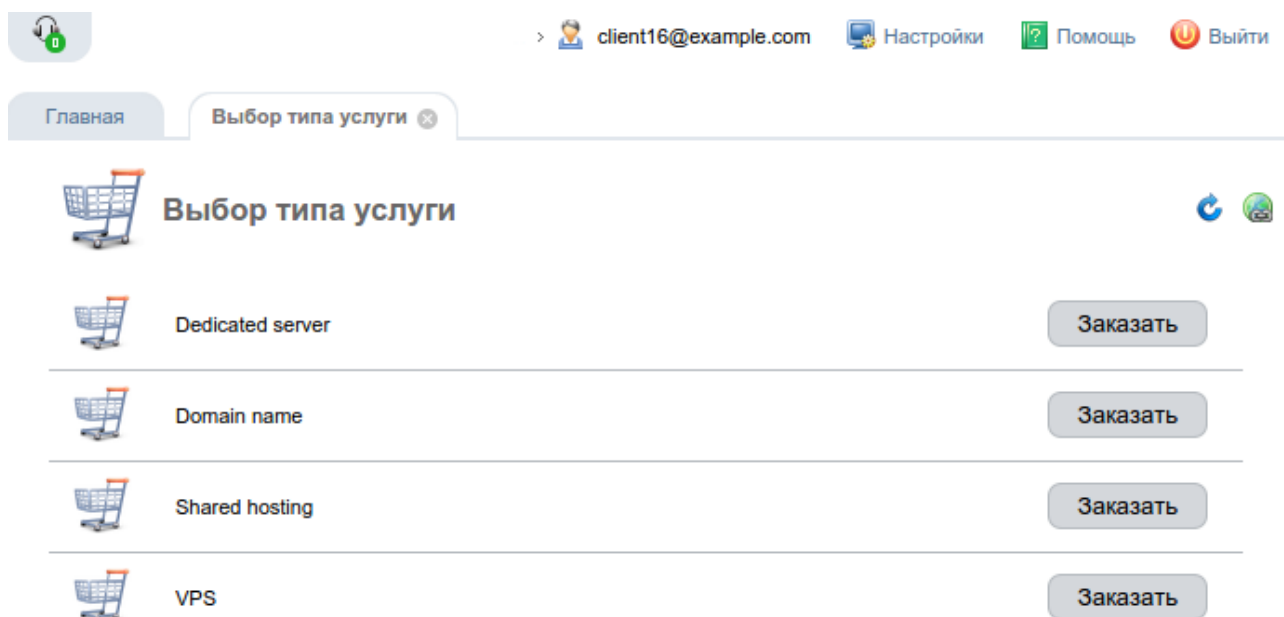 client16@example.com Настройки Помощь Выйти
Главная Выбор типа услуги
Выбор типа услуги
Dedicated server Заказать
Domain name Заказать
Shared hosting Заказать
VPS Заказать